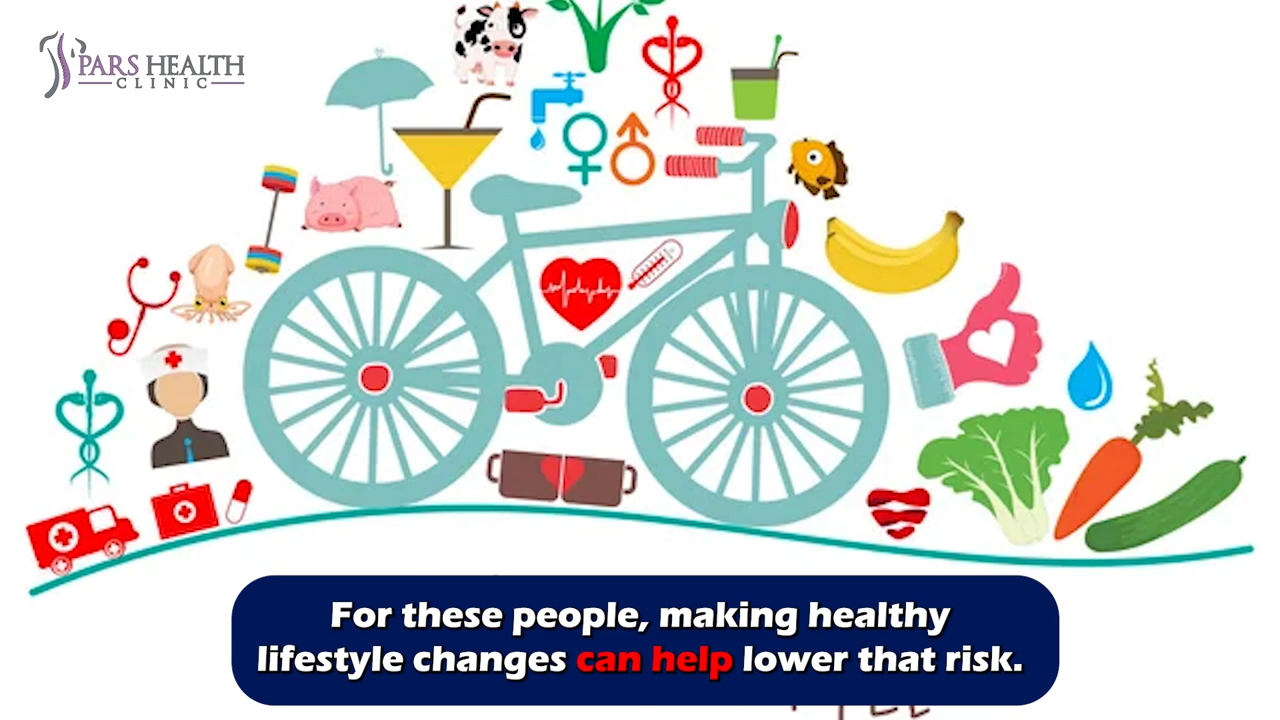 PARS HEALTH
CLINIC
For these people, making healthy
lifestyle changes can help lower that risk.